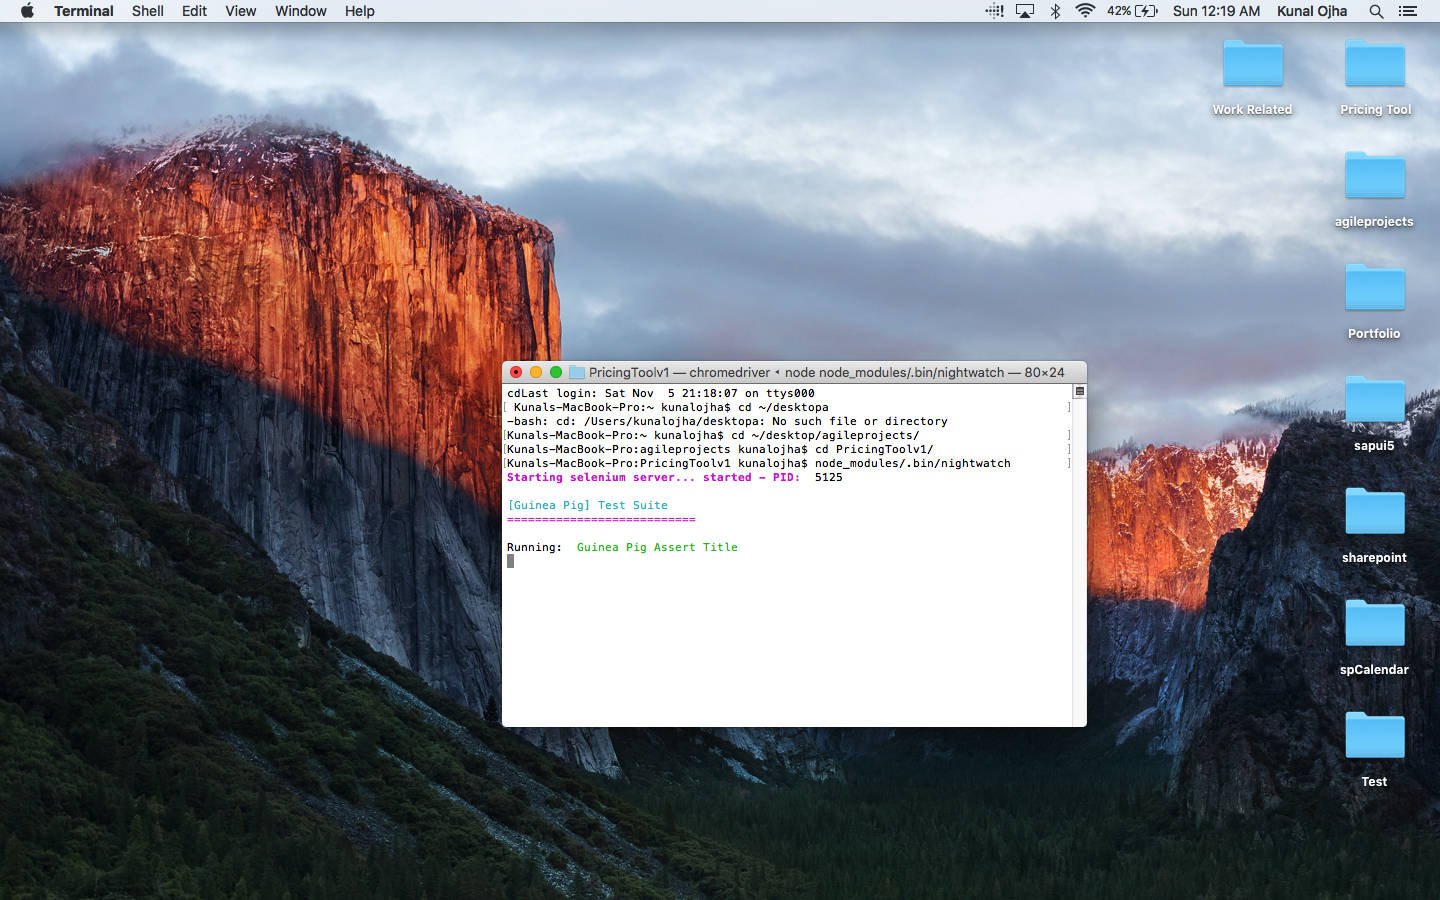 Terminal Shell Edit View Window Help 42% Sun 12:19 AM Kunal Ojha
Work Related
Pricing Tool
agileprojects
Portfolio
sapui5
sharepoint
spCalendar
Test
PricingToolv1 — chromedriver ◂ node node_modules/.bin/nightwatch — 80×24
cdLast login: Sat Nov  5 21:18:07 on ttys000
[ Kunals-MacBook-Pro:~ kunalojha$ cd ~/desktopa ]
-bash: cd: /Users/kunalojha/desktopa: No such file or directory
[Kunals-MacBook-Pro:~ kunalojha$ cd ~/desktop/agileprojects/ ]
[Kunals-MacBook-Pro:agileprojects kunalojha$ cd PricingToolv1/ ]
[Kunals-MacBook-Pro:PricingToolv1 kunalojha$ node_modules/.bin/nightwatch ]
Starting selenium server... started - PID:  5125
[Guinea Pig] Test Suite
===========================
Running:  Guinea Pig Assert Title